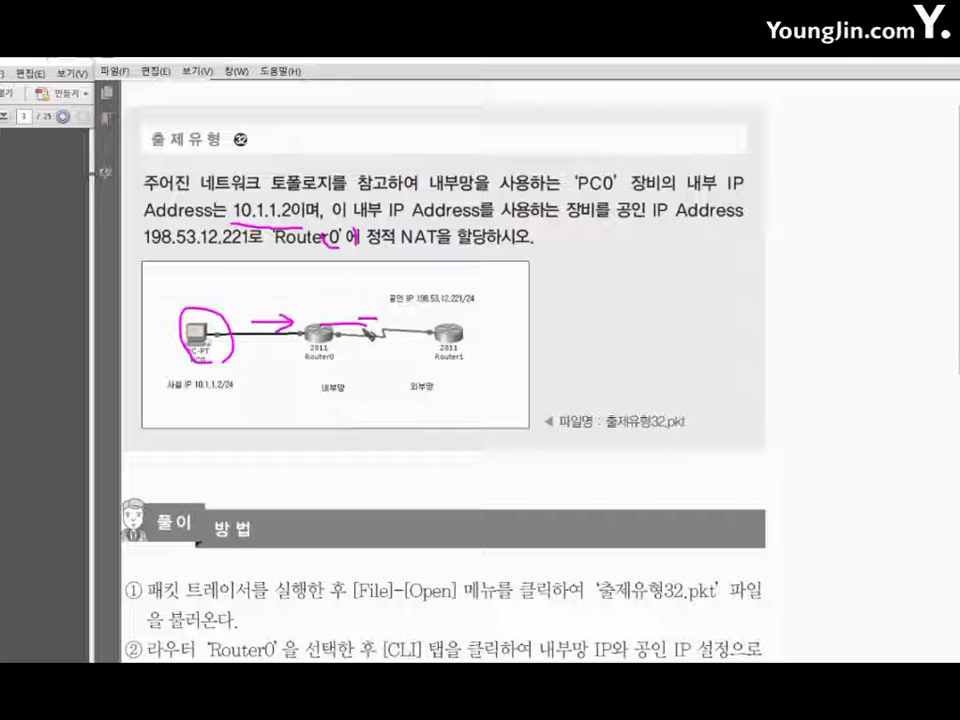 YoungJin.com Y.
편집(E) 보기(V) 파일(F) 편집(E) 보기(V) 창(W) 도움말(H)
만들기
3 / 25
출제유형 32
주어진 네트워크 토폴로지를 참고하여 내부망을 사용하는 'PC0' 장비의 내부 IP
Address는 10.1.1.2이며, 이 내부 IP Address를 사용하는 장비를 공인 IP Address
198.53.12.221로 'Router0'에 정적 NAT을 할당하시오.
공인 IP 198.53.12.221/24
PC-PT
PC0
2811
Router0
2811
Router1
사설 IP 10.1.1.2/24
내부망
외부망
◀ 파일명 : 출제유형32.pkt
풀이 방법
① 패킷 트레이서를 실행한 후 [File]-[Open] 메뉴를 클릭하여 '출제유형32.pkt' 파일
을 불러온다.
② 라우터 'Router0'을 선택한 후 [CLI] 탭을 클릭하여 내부망 IP와 공인 IP 설정으로